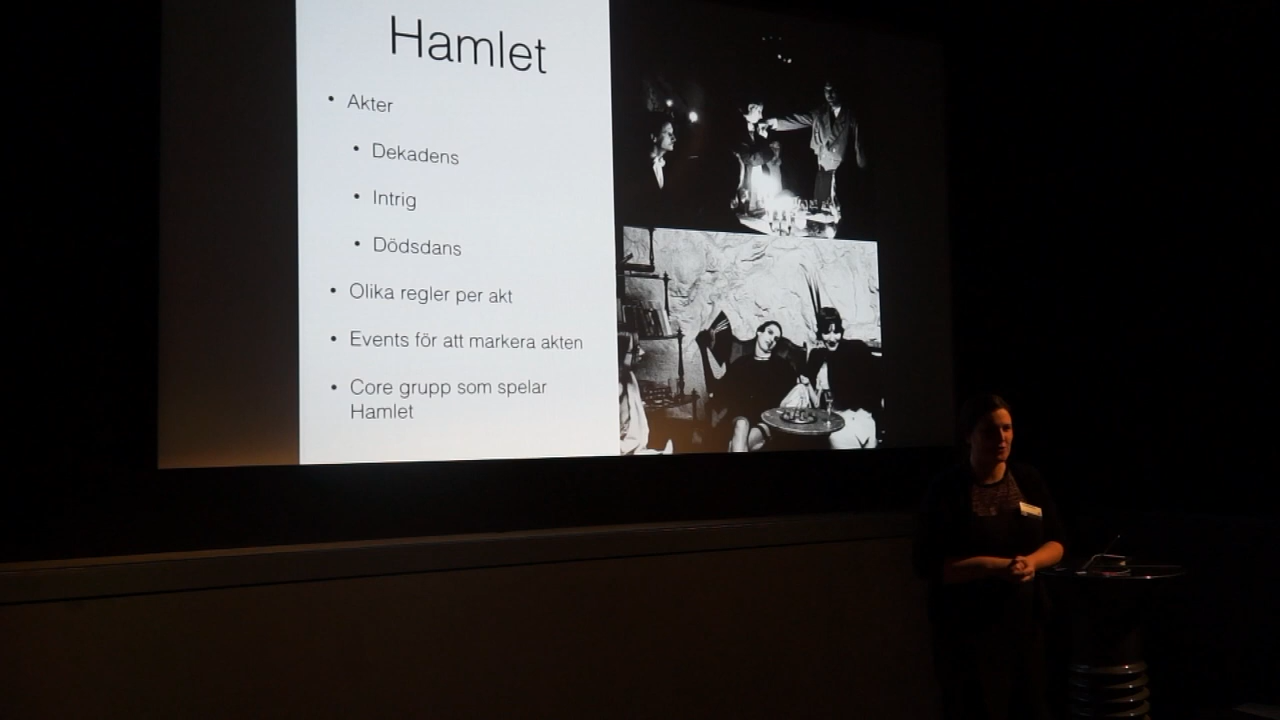 Hamlet
• Akter
• Dekadens
• Intrig
• Dödsdans
• Olika regler per akt
• Events för att markera akten
• Core grupp som spelar
Hamlet